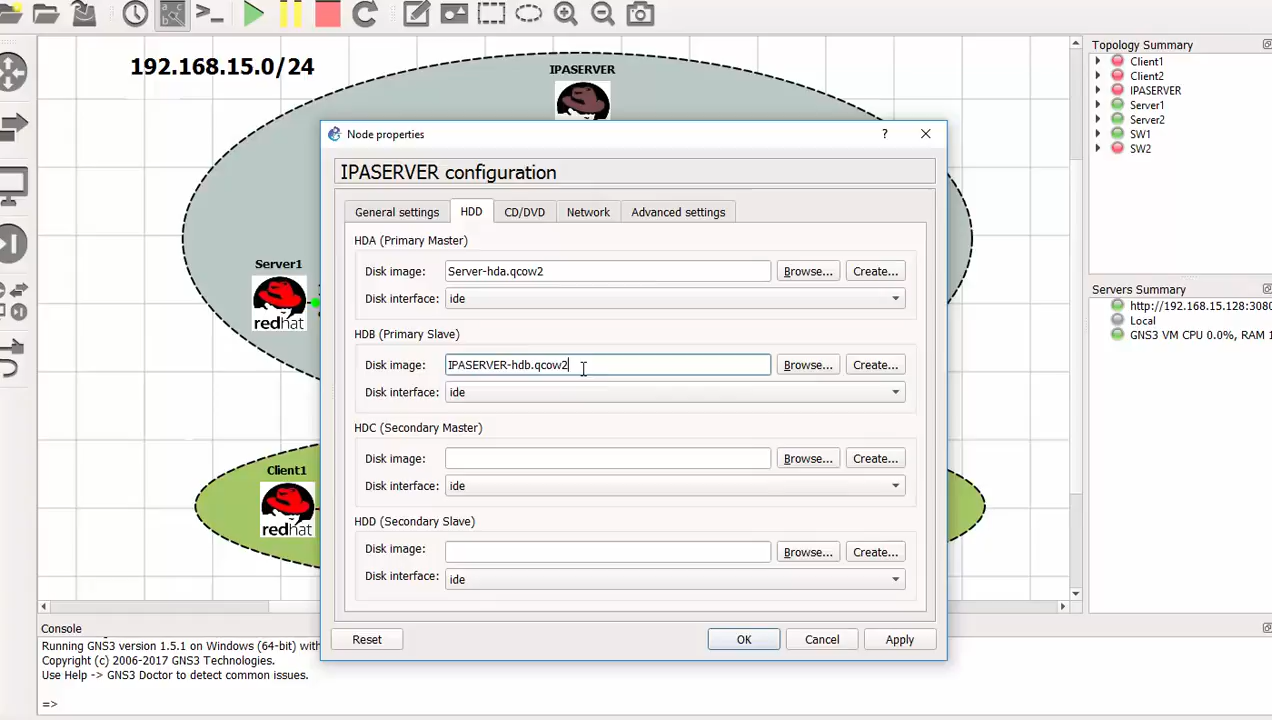 192.168.15.0/24
IPASERVER
Server1
redhat
Client1
redhat
Node properties
?
IPASERVER configuration
General settings
HDD
CD/DVD
Network
Advanced settings
HDA (Primary Master)
Disk image:
Server-hda.qcow2
Browse...
Create...
Disk interface:
ide
HDB (Primary Slave)
Disk image:
IPASERVER-hdb.qcow2
Browse...
Create...
Disk interface:
ide
HDC (Secondary Master)
Disk image:
Browse...
Create...
Disk interface:
ide
HDD (Secondary Slave)
Disk image:
Browse...
Create...
Disk interface:
ide
Reset
OK
Cancel
Apply
Topology Summary
Client1
Client2
IPASERVER
Server1
Server2
SW1
SW2
Servers Summary
http://192.168.15.128:3080
Local
GNS3 VM CPU 0.0%, RAM 1
Console
Running GNS3 version 1.5.1 on Windows (64-bit) with
Copyright (c) 2006-2017 GNS3 Technologies.
Use Help -> GNS3 Doctor to detect common issues.
=>